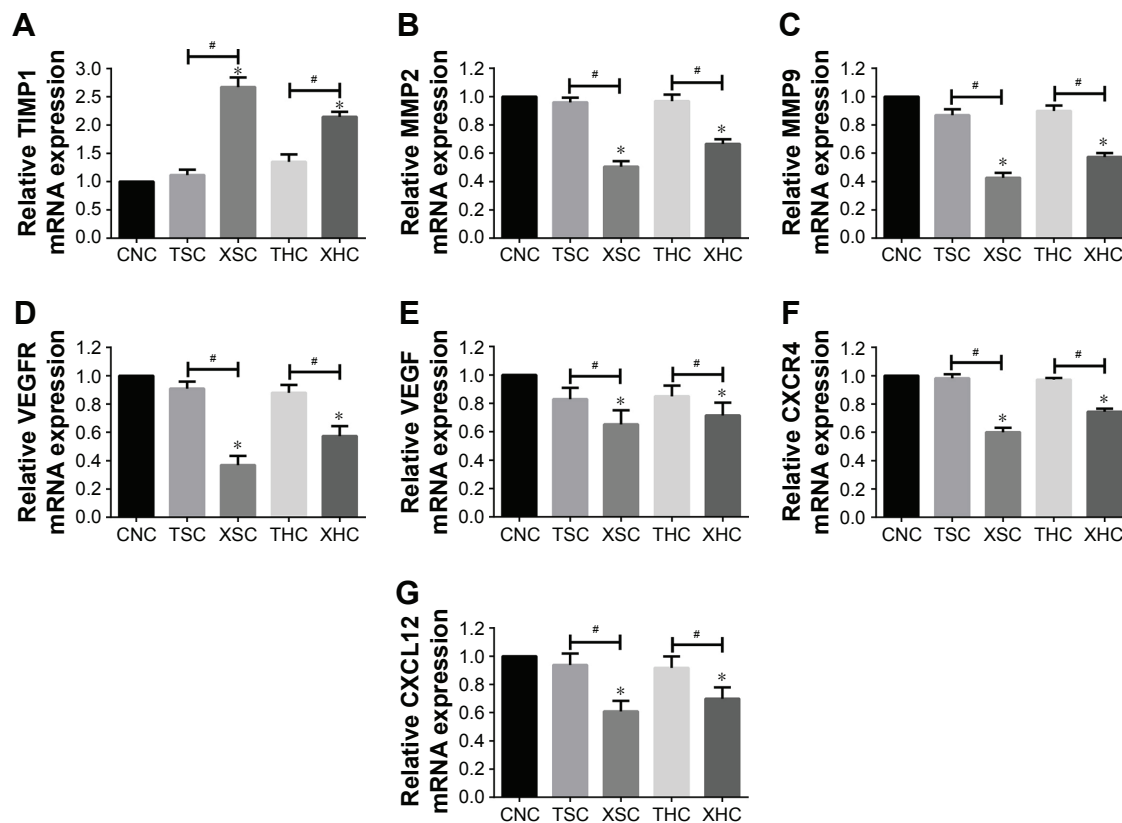 A
Relative TIMP1
mRNA expression
3.0
2.5
2.0
1.5
1.0
0.5
0.0
#
*
#
*
CNC TSC XSC THC XHC
B
Relative MMP2
mRNA expression
1.2
1.0
0.8
0.6
0.4
0.2
0.0
#
*
#
*
CNC TSC XSC THC XHC
C
Relative MMP9
mRNA expression
1.2
1.0
0.8
0.6
0.4
0.2
0.0
#
*
#
*
CNC TSC XSC THC XHC
D
Relative VEGFR
mRNA expression
1.2
1.0
0.8
0.6
0.4
0.2
0.0
#
*
#
*
CNC TSC XSC THC XHC
E
Relative VEGF
mRNA expression
1.2
1.0
0.8
0.6
0.4
0.2
0.0
#
*
#
*
CNC TSC XSC THC XHC
F
Relative CXCR4
mRNA expression
1.2
1.0
0.8
0.6
0.4
0.2
0.0
#
*
#
*
CNC TSC XSC THC XHC
G
Relative CXCL12
mRNA expression
1.2
1.0
0.8
0.6
0.4
0.2
0.0
#
*
#
*
CNC TSC XSC THC XHC